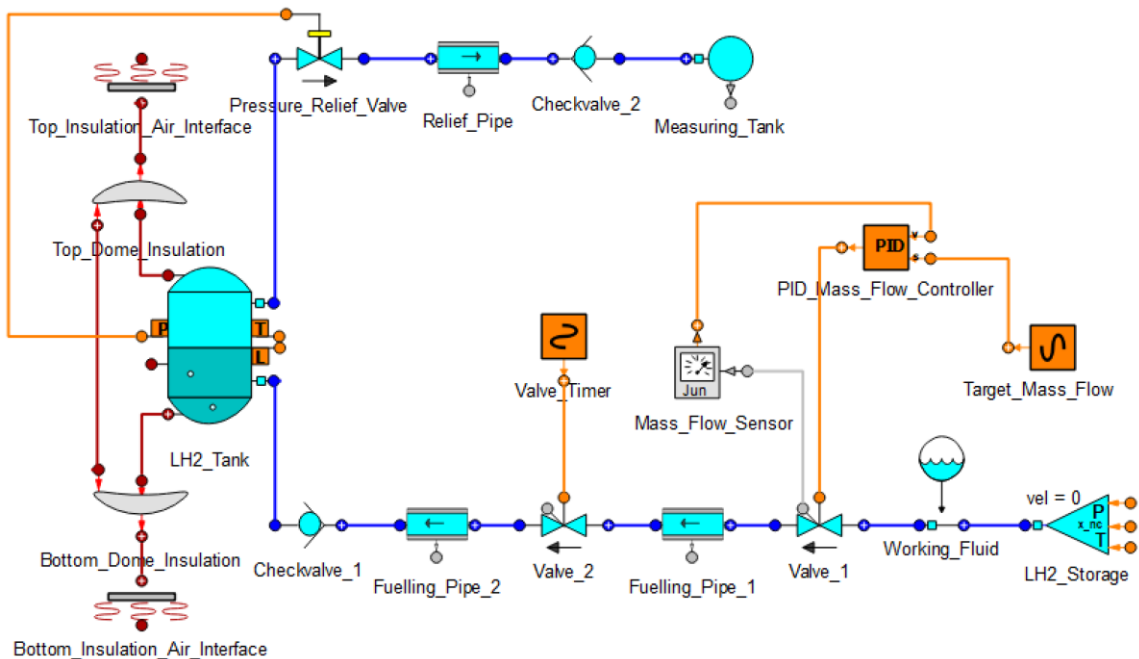 Pressure_Relief_Valve
Relief_Pipe
Checkvalve_2
Measuring_Tank
Top_Insulation_Air_Interface
Top_Dome_Insulation
P
T
L
LH2_Tank
PID
v
s
PID_Mass_Flow_Controller
Target_Mass_Flow
Valve_Timer
Jun
Mass_Flow_Sensor
Bottom_Dome_Insulation
Checkvalve_1
Fuelling_Pipe_2
Valve_2
Fuelling_Pipe_1
Valve_1
Working_Fluid
vel = 0
P
x_nc
T
LH2_Storage
Bottom_Insulation_Air_Interface